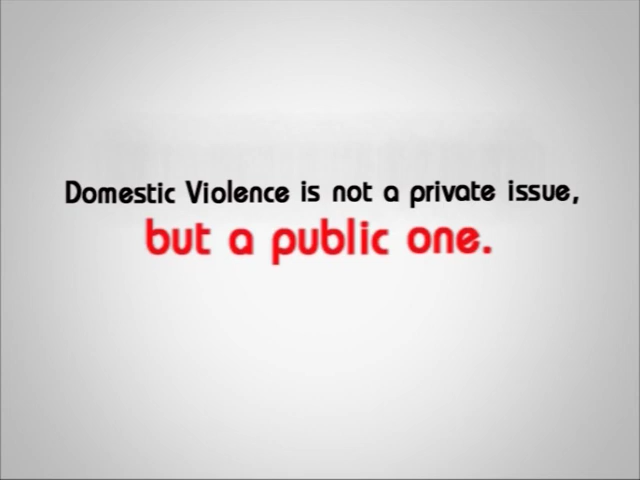 Domestic Violence is not a private issue,
but a public one.